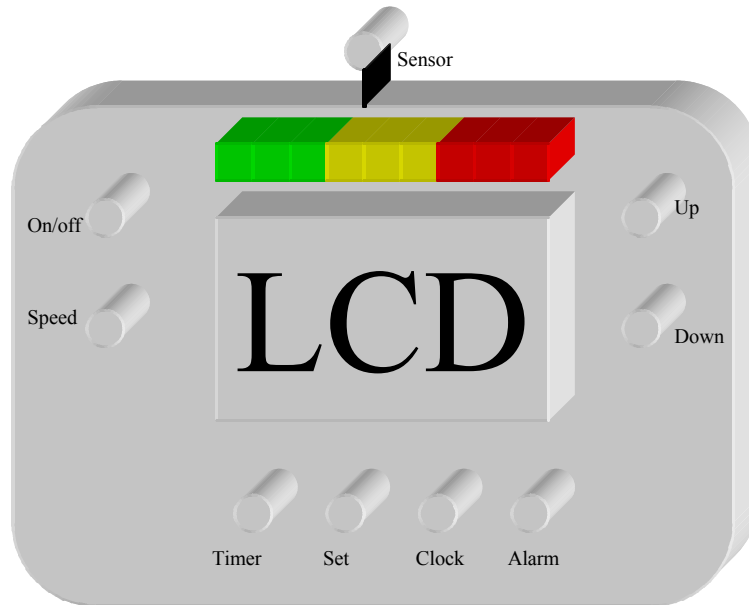 Sensor
On/off
Up
LCD
Speed
Down
Timer
Set
Clock
Alarm